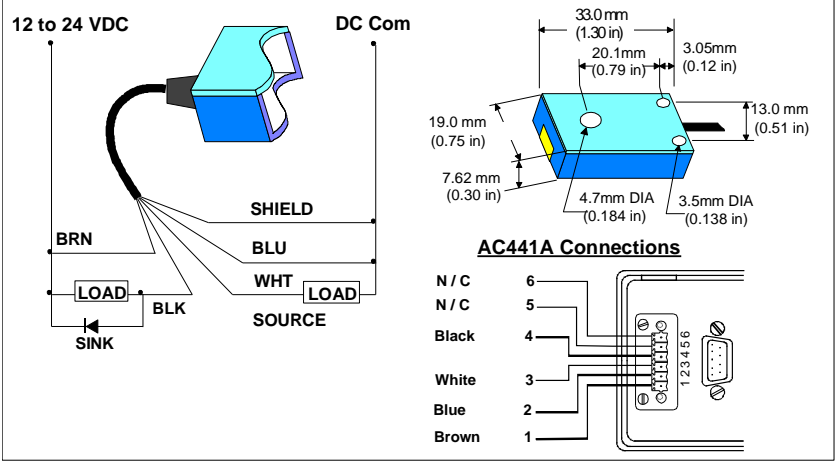 12 to 24 VDC
DC Com
SHIELD
BRN
BLU
WHT
LOAD
LOAD
BLK
SOURCE
SINK
33.0 mm
(1.30 in)
20.1mm
(0.79 in)
3.05mm
(0.12 in)
19.0 mm
(0.75 in)
13.0 mm
(0.51 in)
7.62 mm
(0.30 in)
4.7mm DIA
(0.184 in)
3.5mm DIA
(0.138 in)
AC441A Connections
N / C 6
N / C 5
Black 4
White 3
Blue 2
Brown 1
1 2 3 4 5 6